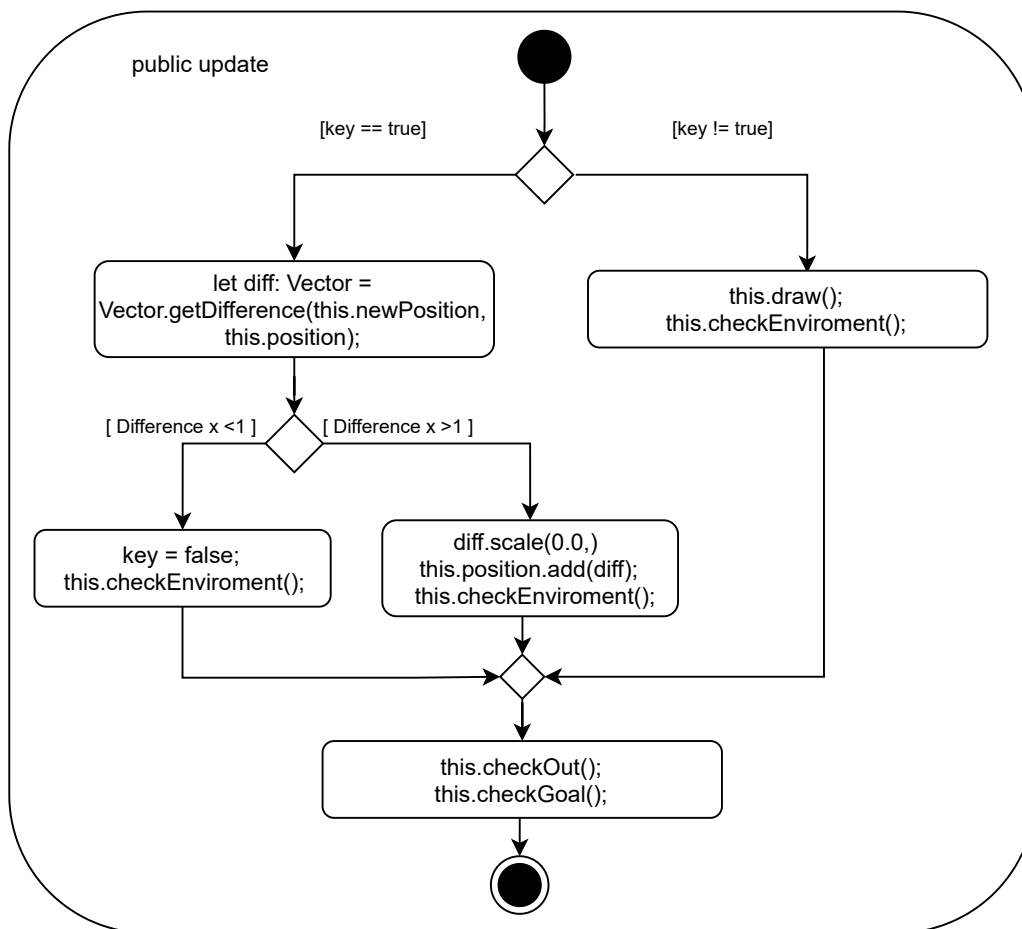 public update
[key == true]
[key != true]
let diff: Vector =
Vector.getDifference(this.newPosition,
this.position);
this.draw();
this.checkEnviroment();
[ Difference x <1 ]
[ Difference x >1 ]
key = false;
this.checkEnviroment();
diff.scale(0.0,)
this.position.add(diff);
this.checkEnviroment();
this.checkOut();
this.checkGoal();